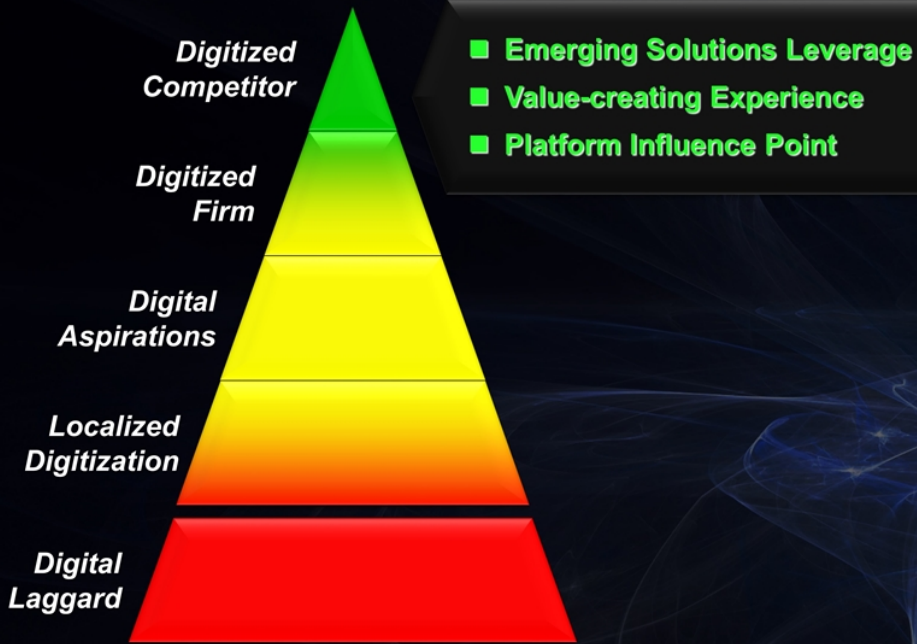 Digitized
Competitor
Emerging Solutions Leverage
Value-creating Experience
Platform Influence Point
Digitized
Firm
Digital
Aspirations
Localized
Digitization
Digital
Laggard